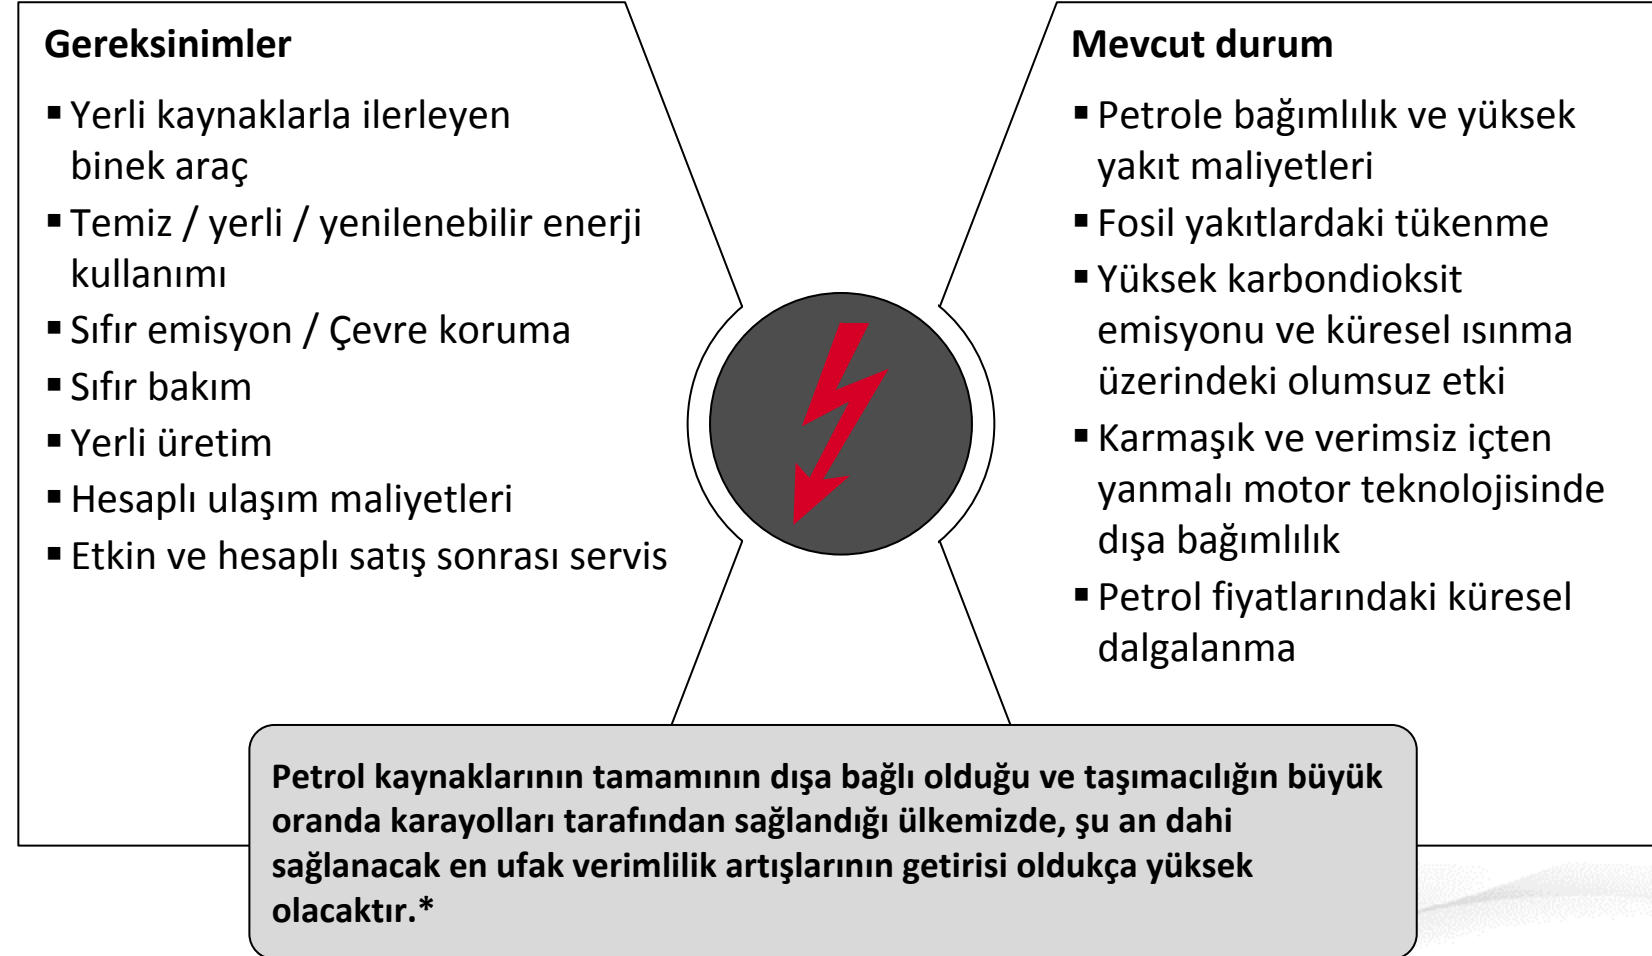 Gereksinimler
▪ Yerli kaynaklarla ilerleyen
binek araç
▪ Temiz / yerli / yenilenebilir enerji
kullanımı
▪ Sıfır emisyon / Çevre koruma
▪ Sıfır bakım
▪ Yerli üretim
▪ Hesaplı ulaşım maliyetleri
▪ Etkin ve hesaplı satış sonrası servis
Mevcut durum
▪ Petrole bağımlılık ve yüksek
yakıt maliyetleri
▪ Fosil yakıtlardaki tükenme
▪ Yüksek karbondioksit
emisyonu ve küresel ısınma
üzerindeki olumsuz etki
▪ Karmaşık ve verimsiz içten
yanmalı motor teknolojisinde
dışa bağımlılık
▪ Petrol fiyatlarındaki küresel
dalgalanma
Petrol kaynaklarının tamamının dışa bağlı olduğu ve taşımacılığın büyük
oranda karayolları tarafından sağlandığı ülkemizde, şu an dahi
sağlanacak en ufak verimlilik artışlarının getirisi oldukça yüksek
olacaktır.*